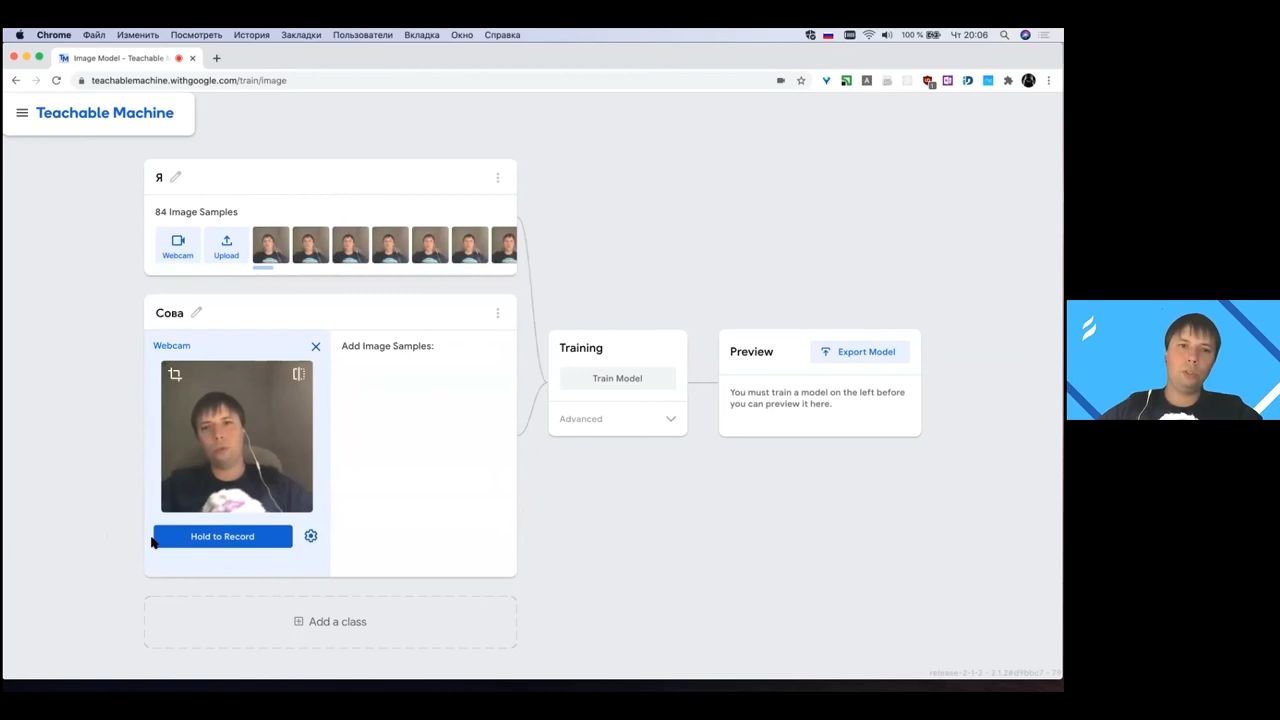 Chrome Файл Изменить Посмотреть История Закладки Пользователи Вкладка Окно Справка 100 % Чт 20:06
Image Model - Teachable
teachablemachine.withgoogle.com/train/image
Teachable Machine
Я
84 Image Samples
Webcam Upload
Сова
Webcam
Add Image Samples:
Hold to Record
Add a class
Training
Train Model
Advanced
Preview
Export Model
You must train a model on the left before
you can preview it here.